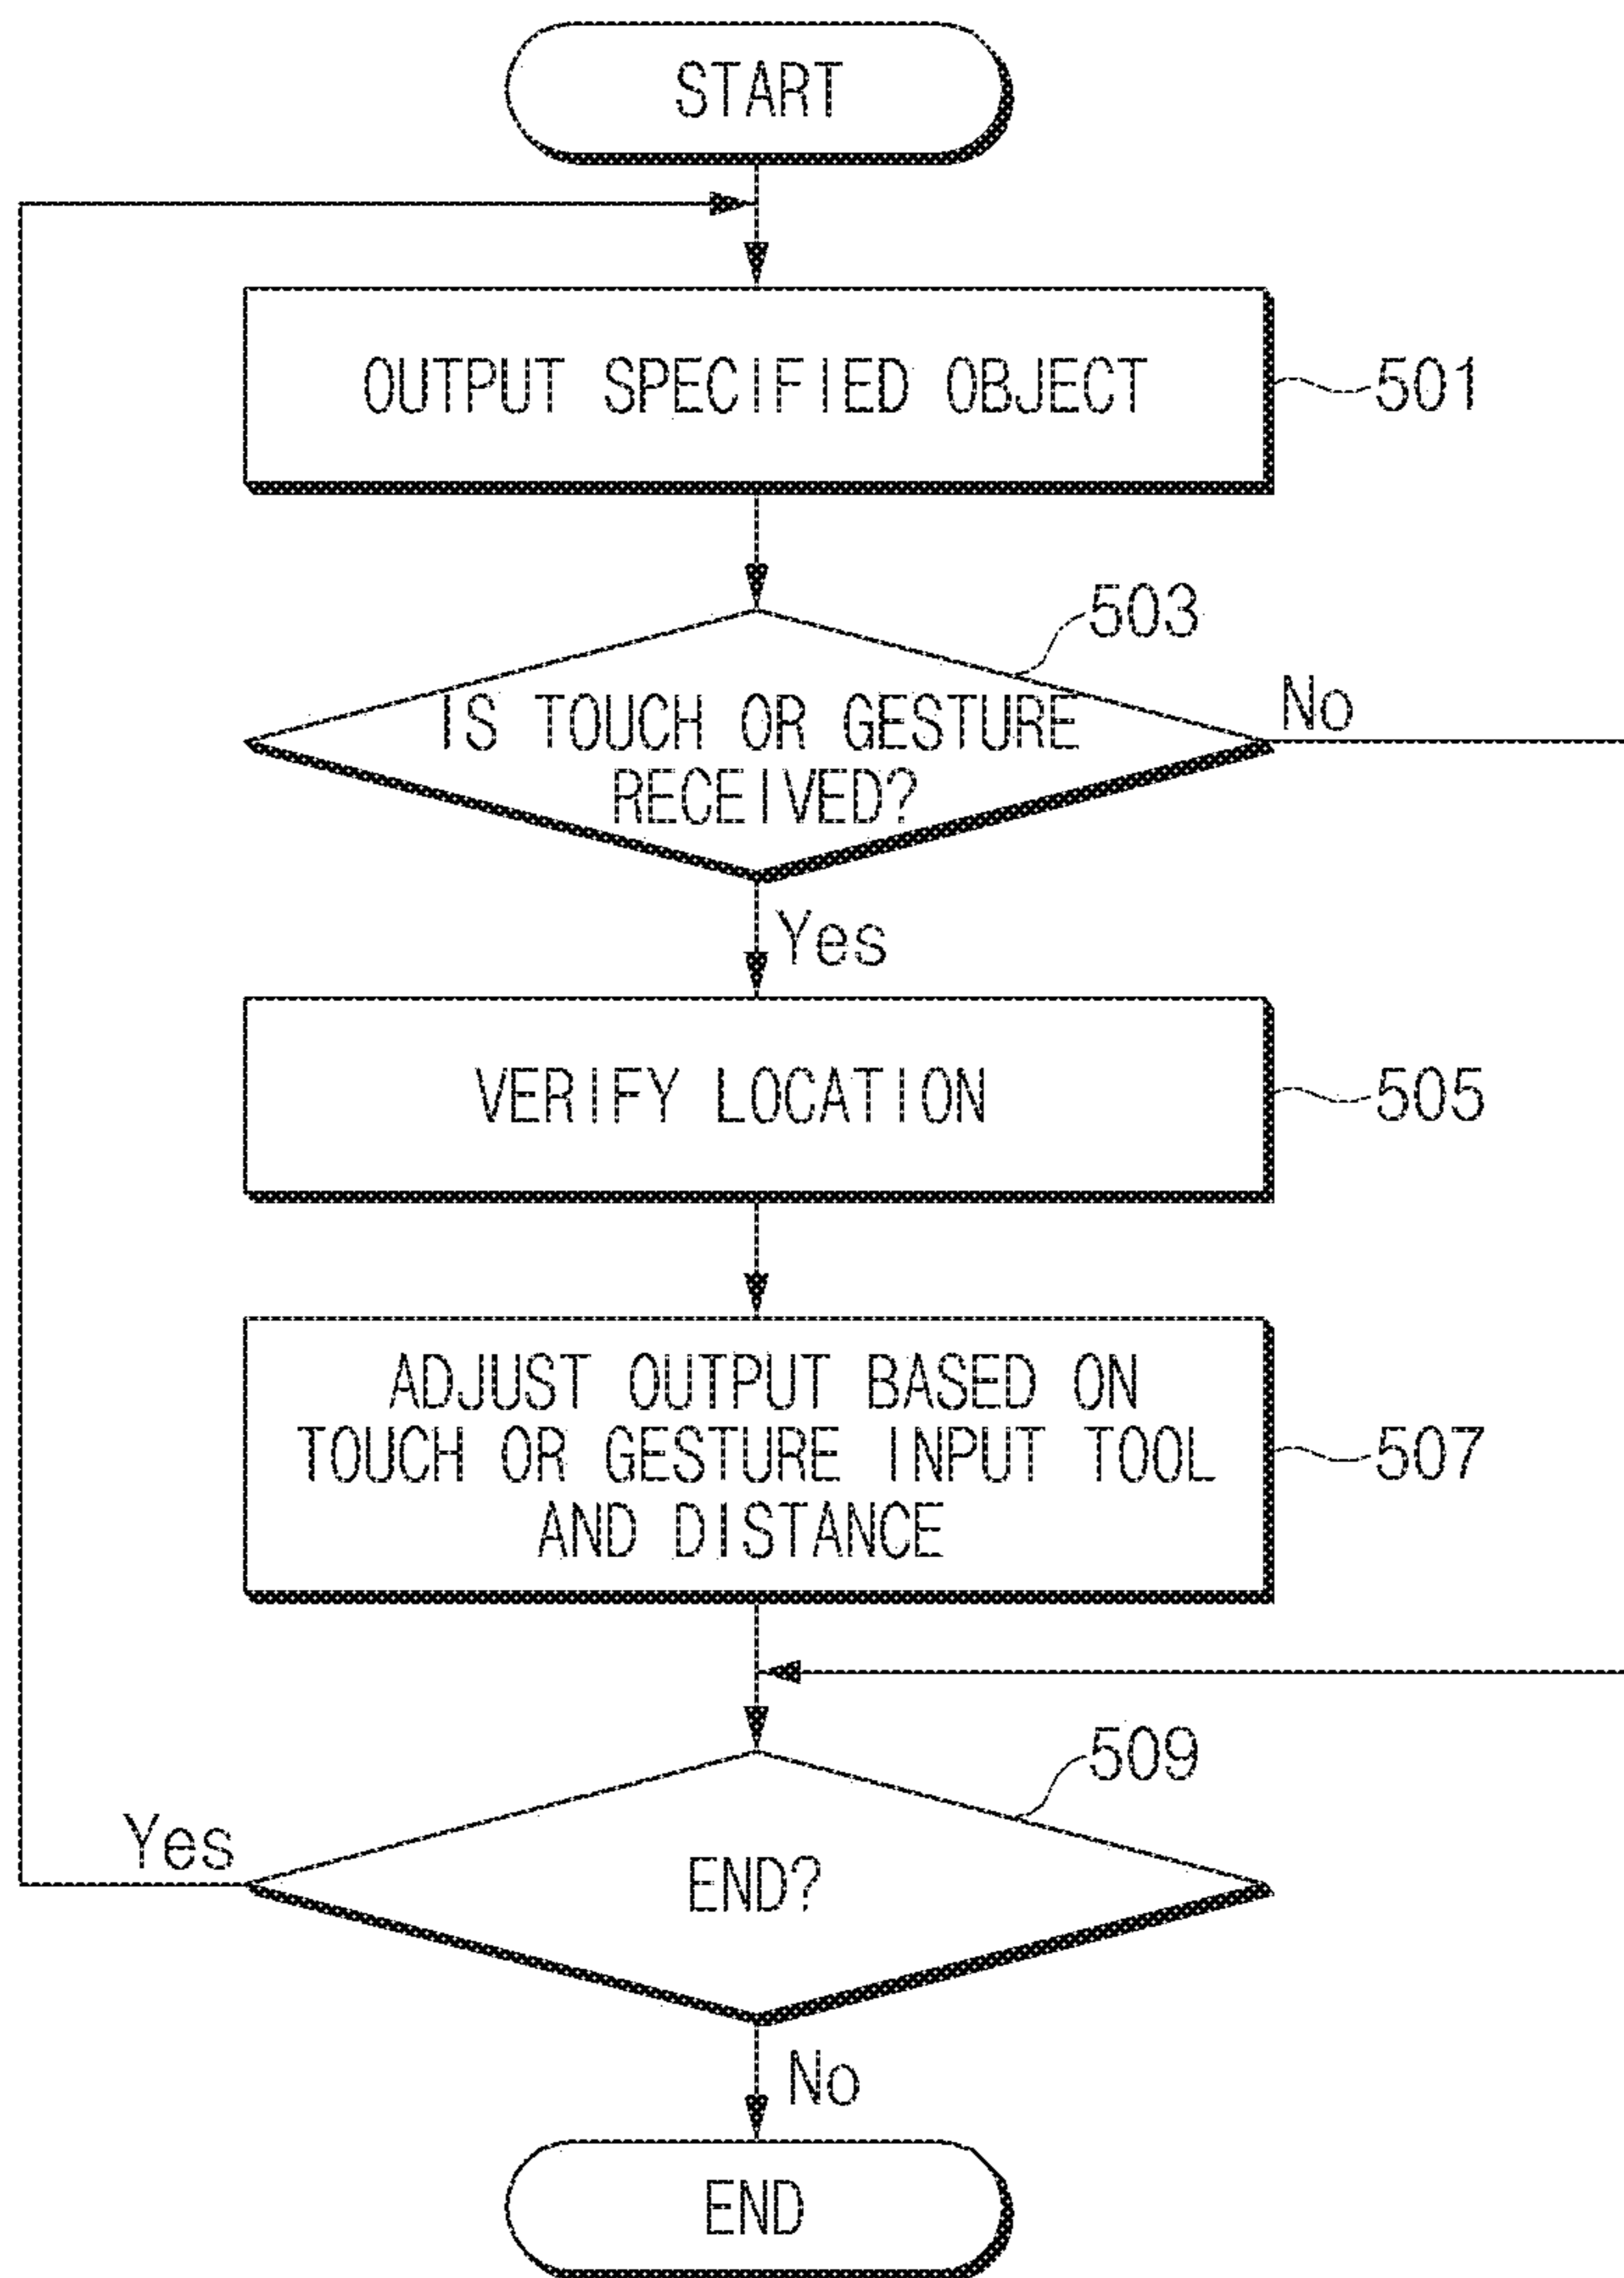 START
OUTPUT SPECIFIED OBJECT
501
503
IS TOUCH OR GESTURE
RECEIVED?
No
Yes
VERIFY LOCATION
505
ADJUST OUTPUT BASED ON
TOUCH OR GESTURE INPUT TOOL
AND DISTANCE
507
509
Yes
END?
No
END